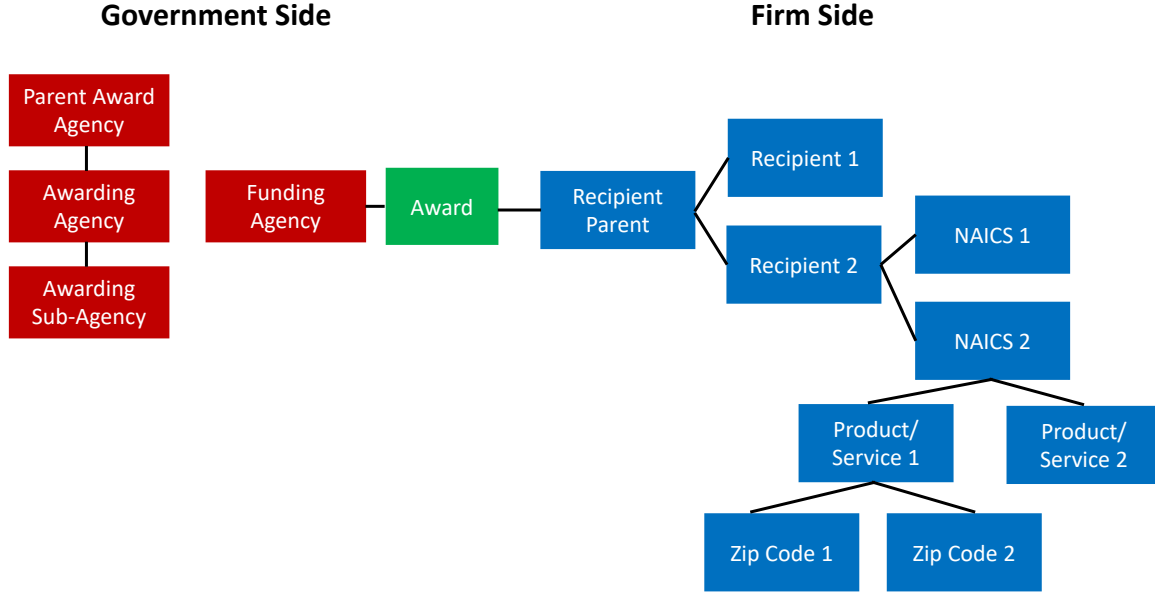 Government Side
Firm Side
Parent Award
Agency
Awarding
Agency
Awarding
Sub-Agency
Funding
Agency
Award
Recipient
Parent
Recipient 1
Recipient 2
NAICS 1
NAICS 2
Product/
Service 1
Product/
Service 2
Zip Code 1
Zip Code 2